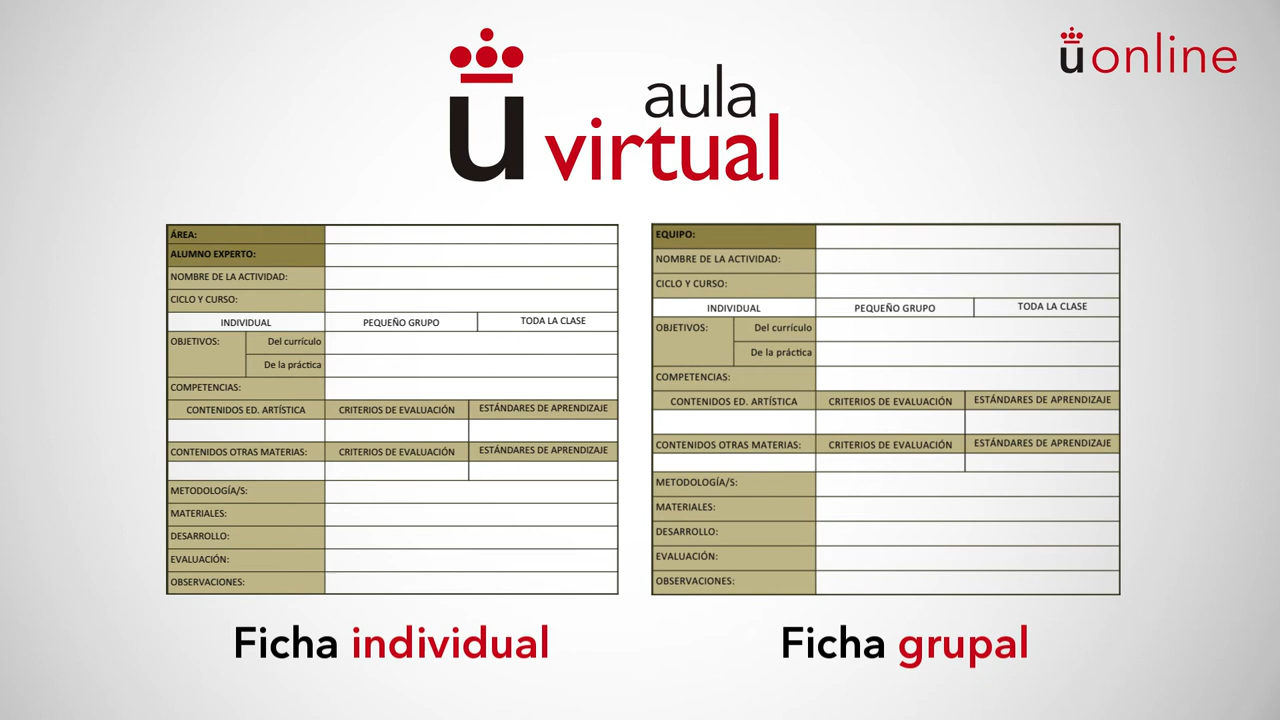 ü aula
virtual
ü online
ÁREA:
ALUMNO EXPERTO:
NOMBRE DE LA ACTIVIDAD:
CICLO Y CURSO:
INDIVIDUAL PEQUEÑO GRUPO TODA LA CLASE
OBJETIVOS: Del currículo
De la práctica
COMPETENCIAS:
CONTENIDOS ED. ARTÍSTICA CRITERIOS DE EVALUACIÓN ESTÁNDARES DE APRENDIZAJE
CONTENIDOS OTRAS MATERIAS: CRITERIOS DE EVALUACIÓN ESTÁNDARES DE APRENDIZAJE
METODOLOGÍA/S:
MATERIALES:
DESARROLLO:
EVALUACIÓN:
OBSERVACIONES:
Ficha individual
EQUIPO:
NOMBRE DE LA ACTIVIDAD:
CICLO Y CURSO:
INDIVIDUAL PEQUEÑO GRUPO TODA LA CLASE
OBJETIVOS: Del currículo
De la práctica
COMPETENCIAS:
CONTENIDOS ED. ARTÍSTICA CRITERIOS DE EVALUACIÓN ESTÁNDARES DE APRENDIZAJE
CONTENIDOS OTRAS MATERIAS: CRITERIOS DE EVALUACIÓN ESTÁNDARES DE APRENDIZAJE
METODOLOGÍA/S:
MATERIALES:
DESARROLLO:
EVALUACIÓN:
OBSERVACIONES:
Ficha grupal